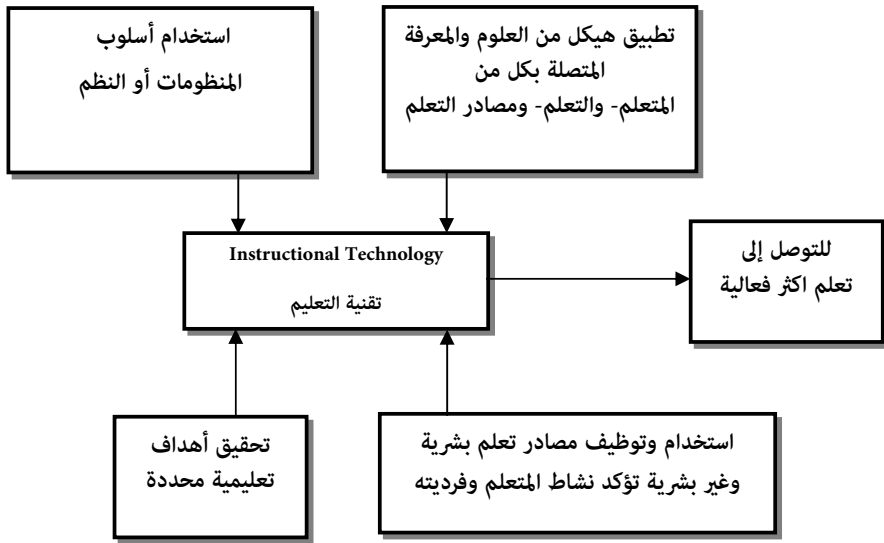 استخدام أسلوب
المنظومات أو النظم
تطبيق هيكل من العلوم والمعرفة
المتصلة بكل من
المتعلم- والتعلم- ومصادر التعلم
Instructional Technology
تقنية التعليم
للتوصل إلى
تعلم اكثر فعالية
تحقيق أهداف
تعليمية محددة
استخدام وتوظيف مصادر تعلم بشرية
وغير بشرية تؤكد نشاط المتعلم وفرديته